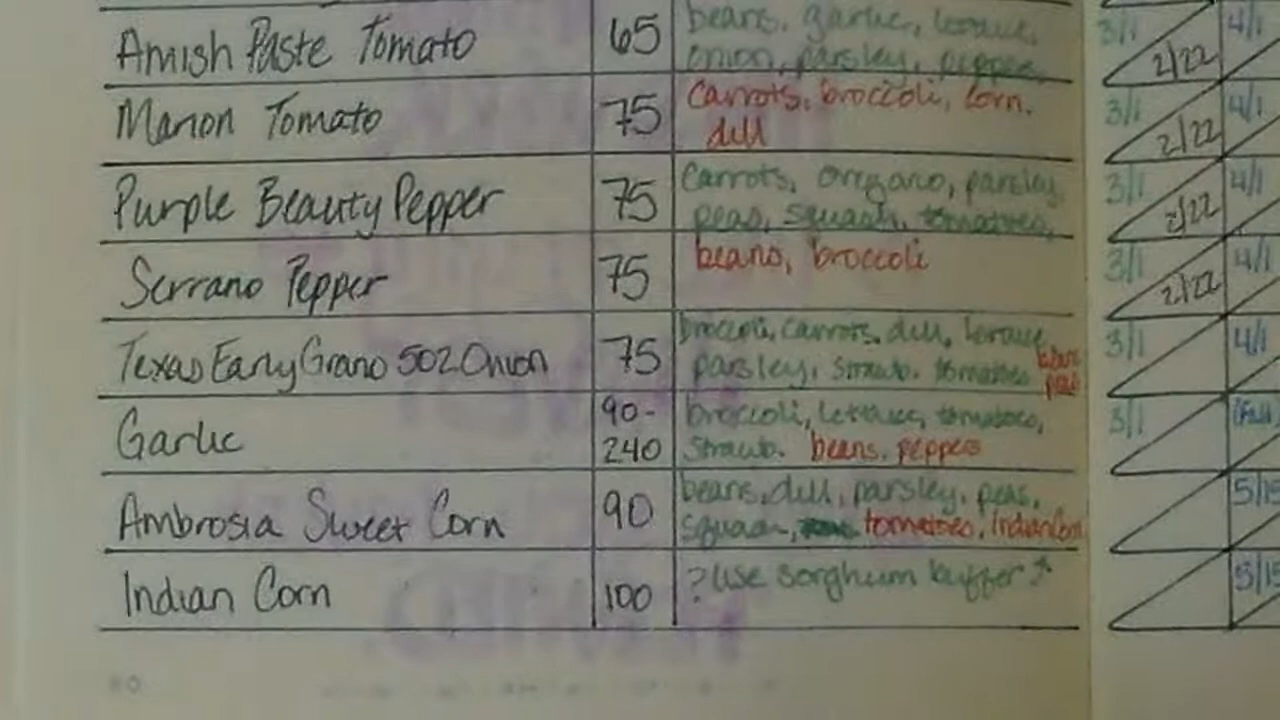 Amish Paste Tomato 65 beans, garlic, lettuce, 3/1 4/1
onion, parsley, peppers 2/22
Marion Tomato 75 Carrots, broccoli, corn. 3/1 4/1
dill 2/22
Purple Beauty Pepper 75 Carrots, oregano, parsley, 3/1 4/1
peas, squash, tomatoes, 2/22
Serrano Pepper 75 beans, broccoli 3/1 4/1
2/22
Texas Early Grano 502 Onion 75 broccoli, carrots, dill, lettuce 3/1 4/1
parsley, strawb. tomatoes beans
peas
Garlic 90- broccoli, lettuce, tomatoes, 3/1 (Fall
240 strawb. beans, peppers
Ambrosia Sweet Corn 90 beans, dill, parsley, peas, 5/15
squash, tomatoes, Indian Corn
Indian Corn 100 ? use sorghum buffer? 5/15